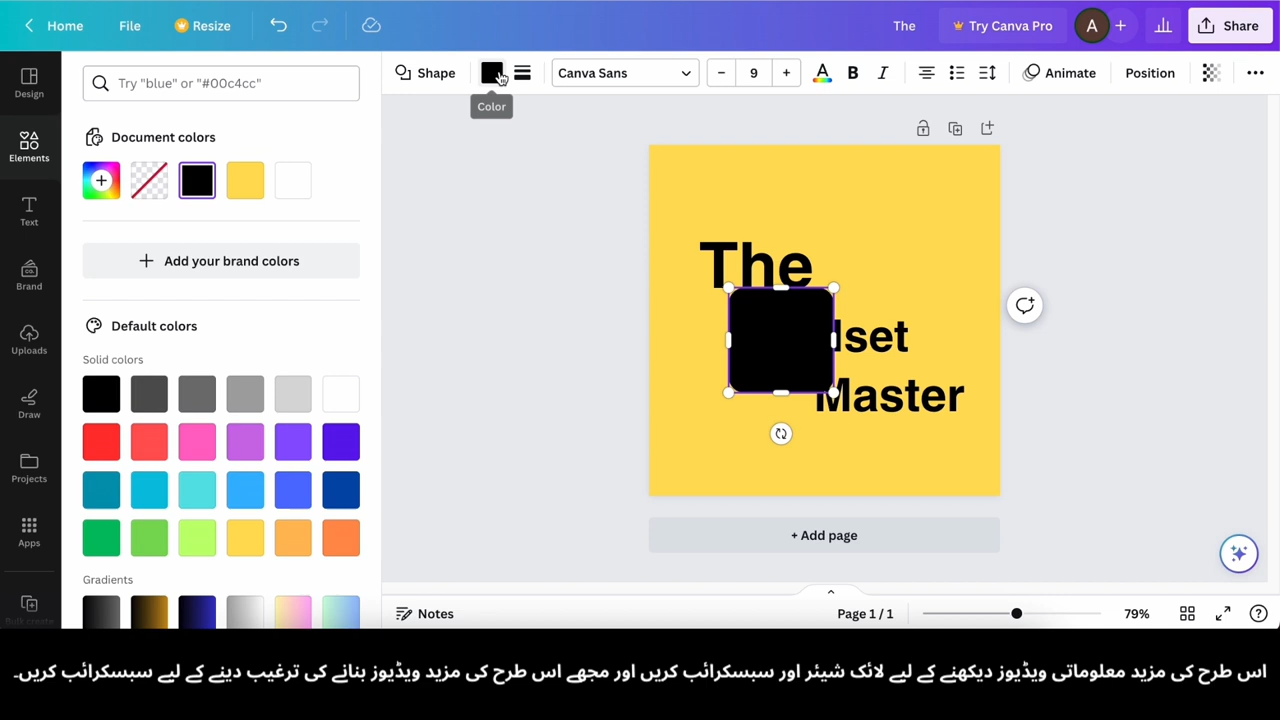 Home File Resize The Try Canva Pro A Share
Design
Elements
Text
Brand
Uploads
Draw
Projects
Apps
Bulk create
Try "blue" or "#00c4cc"
Document colors
Add your brand colors
Default colors
Solid colors
Gradients
Shape Canva Sans 9 A B I Animate Position
Color
The
set
Master
+ Add page
Notes Page 1 / 1 79%
اس طرح کی مزید معلوماتی ویڈیوز دیکھنے کے لیے لائک شیئر اور سبسکرائب کریں اور مجھے اس طرح کی مزید ویڈیوز بنانے کی ترغیب دینے کے لیے سبسکرائب کریں۔